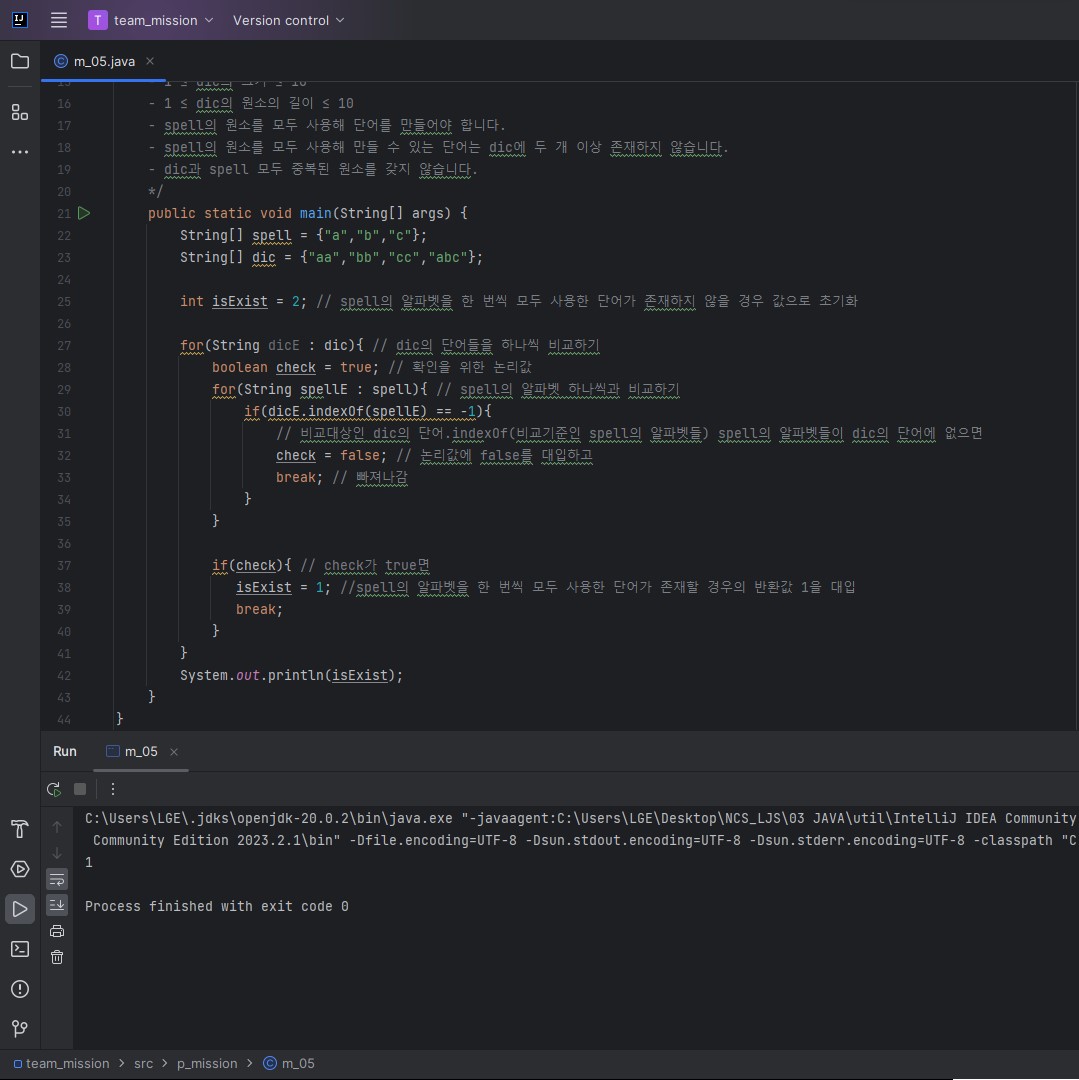 team_mission
Version control
m_05.java
15 - 1 ≤ dic의 크기 ≤ 10
16 - 1 ≤ dic의 원소의 길이 ≤ 10
17 - spell의 원소를 모두 사용해 단어를 만들어야 합니다.
18 - spell의 원소를 모두 사용해 만들 수 있는 단어는 dic에 두 개 이상 존재하지 않습니다.
19 - dic과 spell 모두 중복된 원소를 갖지 않습니다.
20 */
21 public static void main(String[] args) {
22 String[] spell = {"a","b","c"};
23 String[] dic = {"aa","bb","cc","abc"};
24
25 int isExist = 2; // spell의 알파벳을 한 번씩 모두 사용한 단어가 존재하지 않을 경우 값으로 초기화
26
27 for(String dicE : dic){ // dic의 단어들을 하나씩 비교하기
28 boolean check = true; // 확인을 위한 논리값
29 for(String spellE : spell){ // spell의 알파벳 하나씩과 비교하기
30 if(dicE.indexOf(spellE) == -1){
31 // 비교대상인 dic의 단어.indexOf(비교기준인 spell의 알파벳들) spell의 알파벳들이 dic의 단어에 없으면
32 check = false; // 논리값에 false를 대입하고
33 break; // 빠져나감
34 }
35 }
36
37 if(check){ // check가 true면
38 isExist = 1; //spell의 알파벳을 한 번씩 모두 사용한 단어가 존재할 경우의 반환값 1을 대입
39 break;
40 }
41 }
42 System.out.println(isExist);
43 }
44 }
Run
m_05
C:\Users\LGE\.jdks\openjdk-20.0.2\bin\java.exe "-javaagent:C:\Users\LGE\Desktop\NCS_LJS\03 JAVA\util\IntelliJ IDEA Community
Community Edition 2023.2.1\bin" -Dfile.encoding=UTF-8 -Dsun.stdout.encoding=UTF-8 -Dsun.stderr.encoding=UTF-8 -classpath "C
1
Process finished with exit code 0
team_mission > src > p_mission > m_05